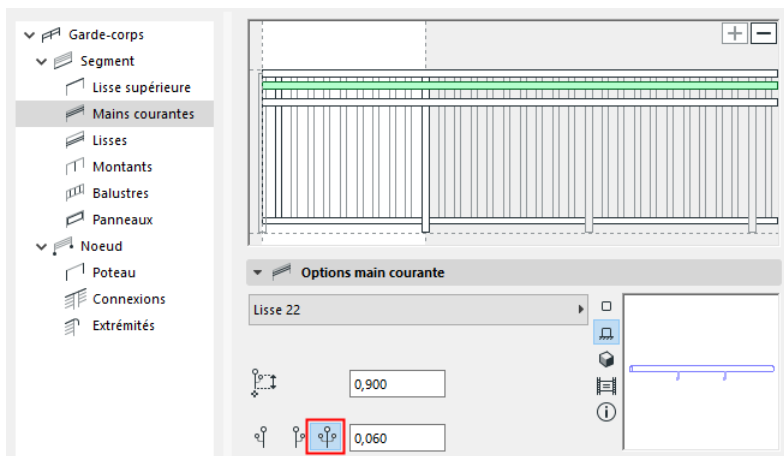 Garde-corps
Segment
Lisse supérieure
Mains courantes
Lisses
Montants
Balustres
Panneaux
Noeud
Poteau
Connexions
Extrémités
Options main courante
Lisse 22
0,900
0,060